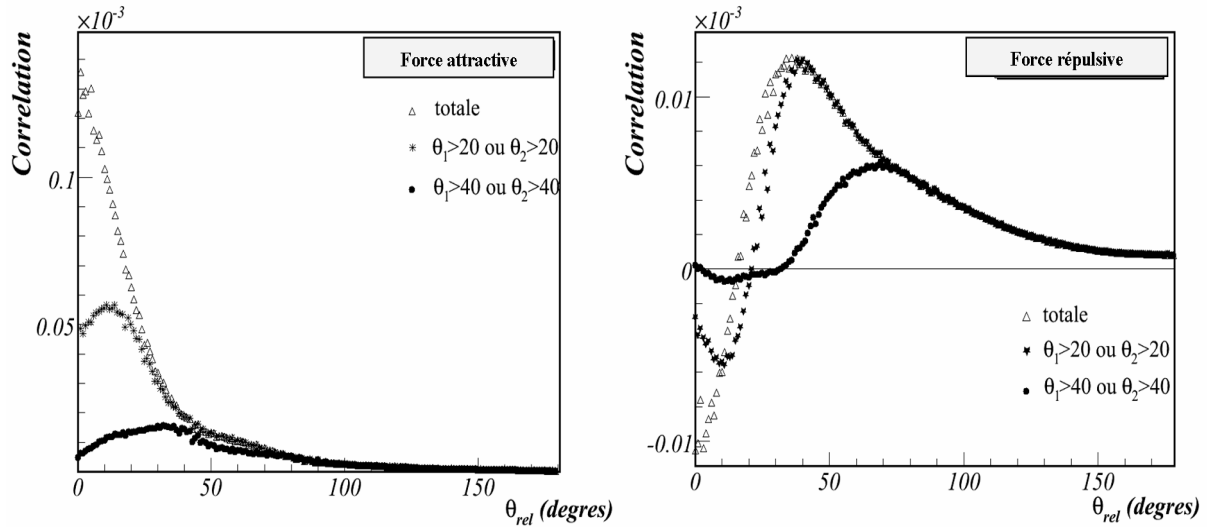 ×10⁻³
Correlation
Force attractive
totale
θ₁>20 ou θ₂>20
θ₁>40 ou θ₂>40
0.1
0.05
0
50
100
150
θrel (degres)
×10⁻³
Correlation
Force répulsive
0.01
0
-0.01
totale
θ₁>20 ou θ₂>20
θ₁>40 ou θ₂>40
0
50
100
150
θrel (degres)